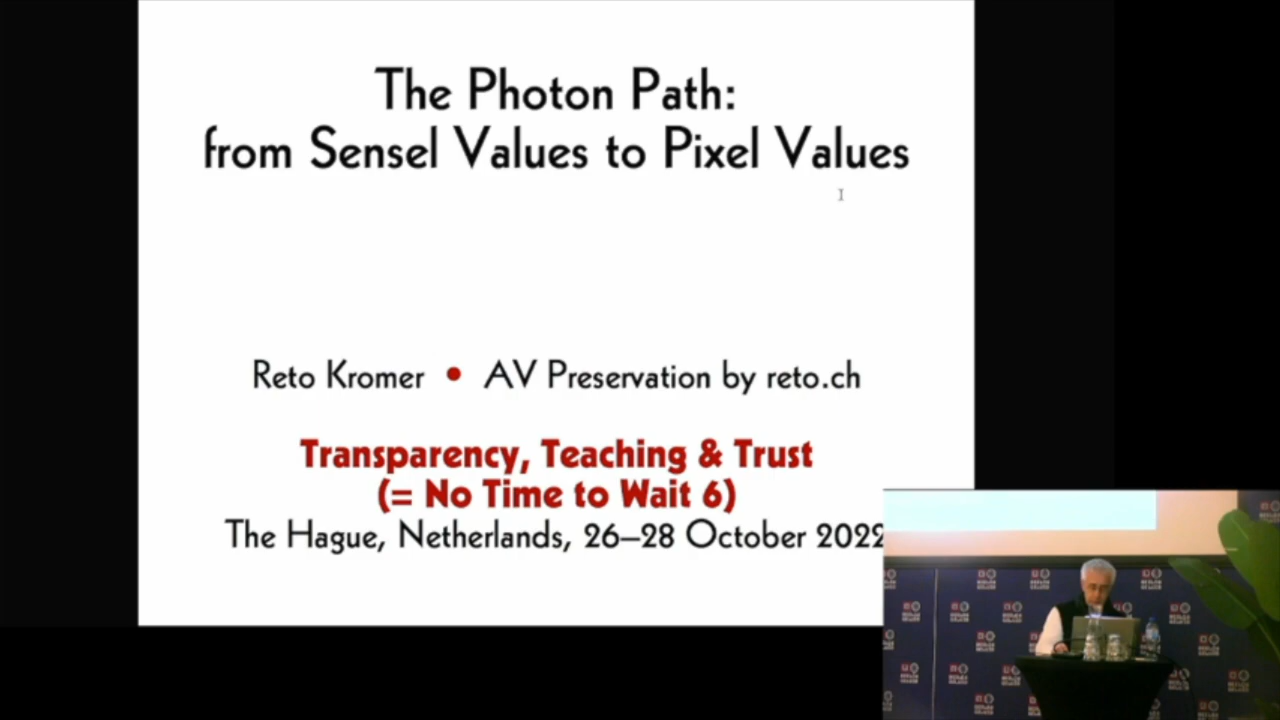 The Photon Path:
from Sensel Values to Pixel Values
Reto Kromer • AV Preservation by reto.ch
Transparency, Teaching & Trust
(= No Time to Wait 6)
The Hague, Netherlands, 26–28 October 2022